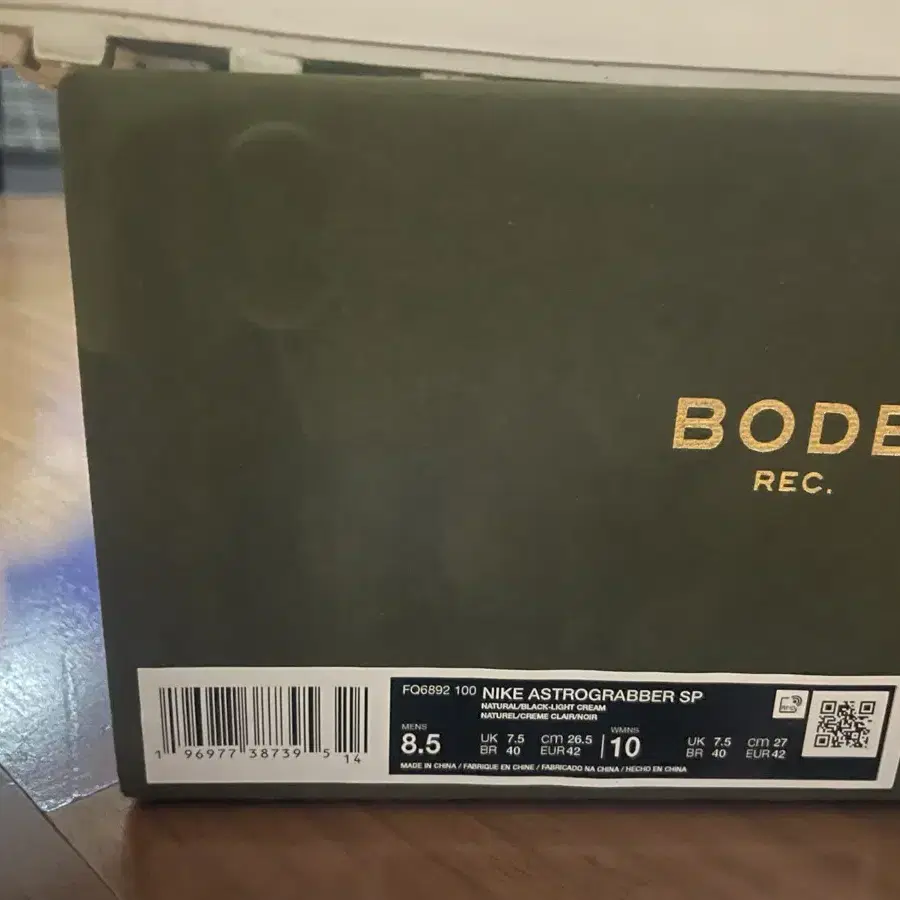 BODE
REC.
FQ6892 100 NIKE ASTROGRABBER SP
NATURAL/BLACK-LIGHT CREAM
NATUREL/CREME CLAIR/NOIR
MENS
8.5 UK 7.5 cm 26.5
BR 40 EUR 42
WMNS
10 UK 7.5 cm 27
BR 40 EUR 42
MADE IN CHINA / FABRIQUE EN CHINE / FABRICADO NA CHINA / HECHO EN CHINA
1 96977 38739 5 14
RFID